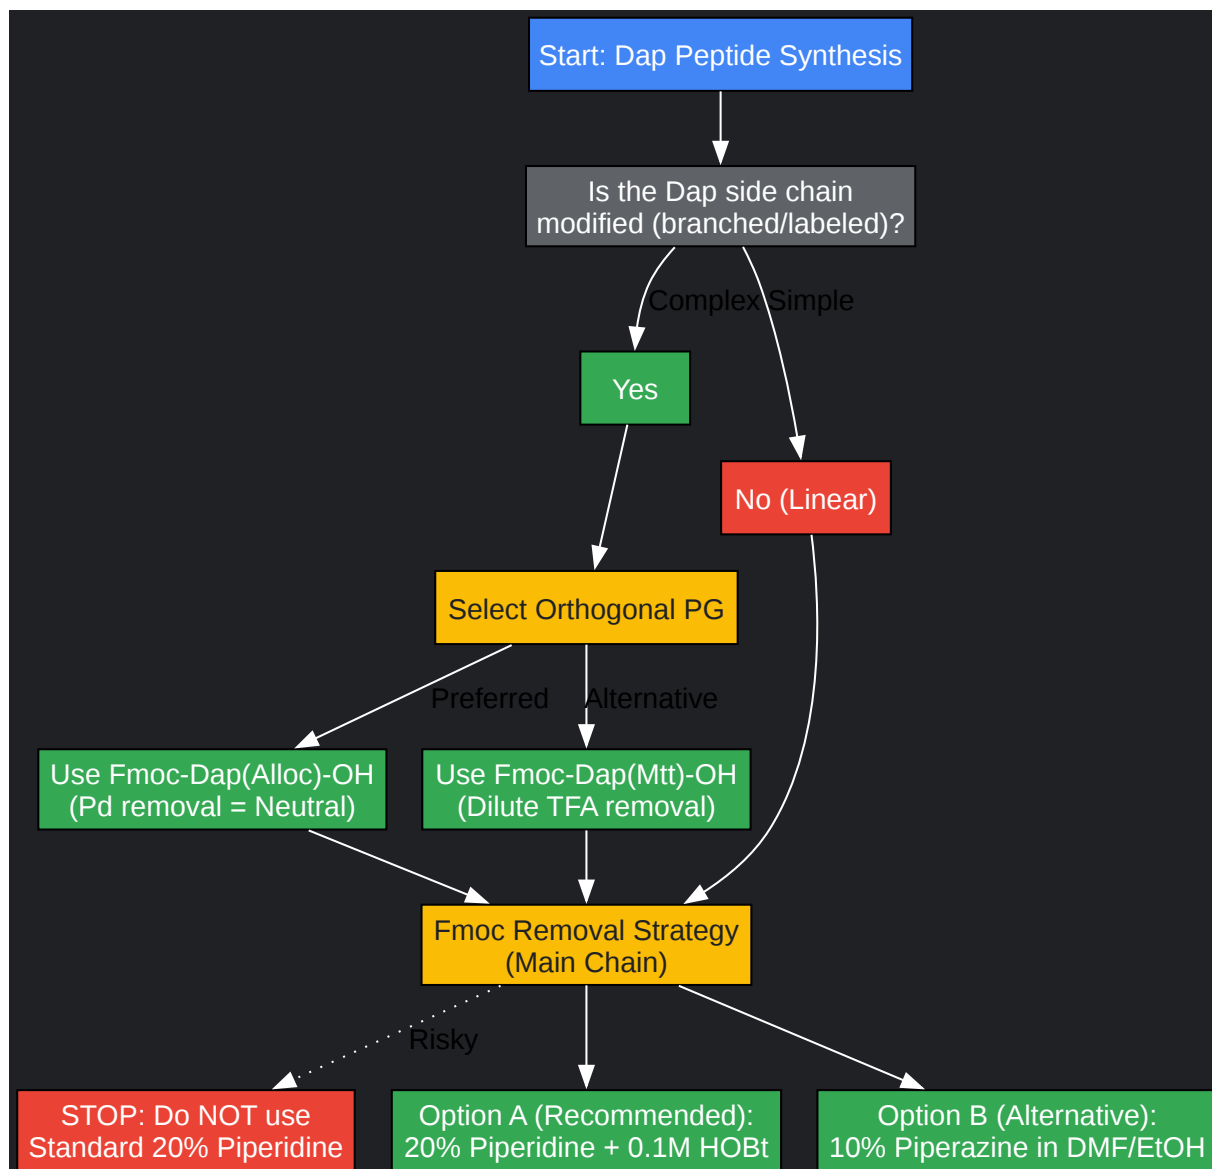 Start: Dap Peptide Synthesis
Is the Dap side chain
modified (branched/labeled)?
Complex
Simple
Yes
No (Linear)
Select Orthogonal PG
Preferred
Alternative
Use Fmoc-Dap(Alloc)-OH
(Pd removal = Neutral)
Use Fmoc-Dap(Mtt)-OH
(Dilute TFA removal)
Fmoc Removal Strategy
(Main Chain)
Risky
STOP: Do NOT use
Standard 20% Piperidine
Option A (Recommended):
20% Piperidine + 0.1M HOBt
Option B (Alternative):
10% Piperazine in DMF/EtOH